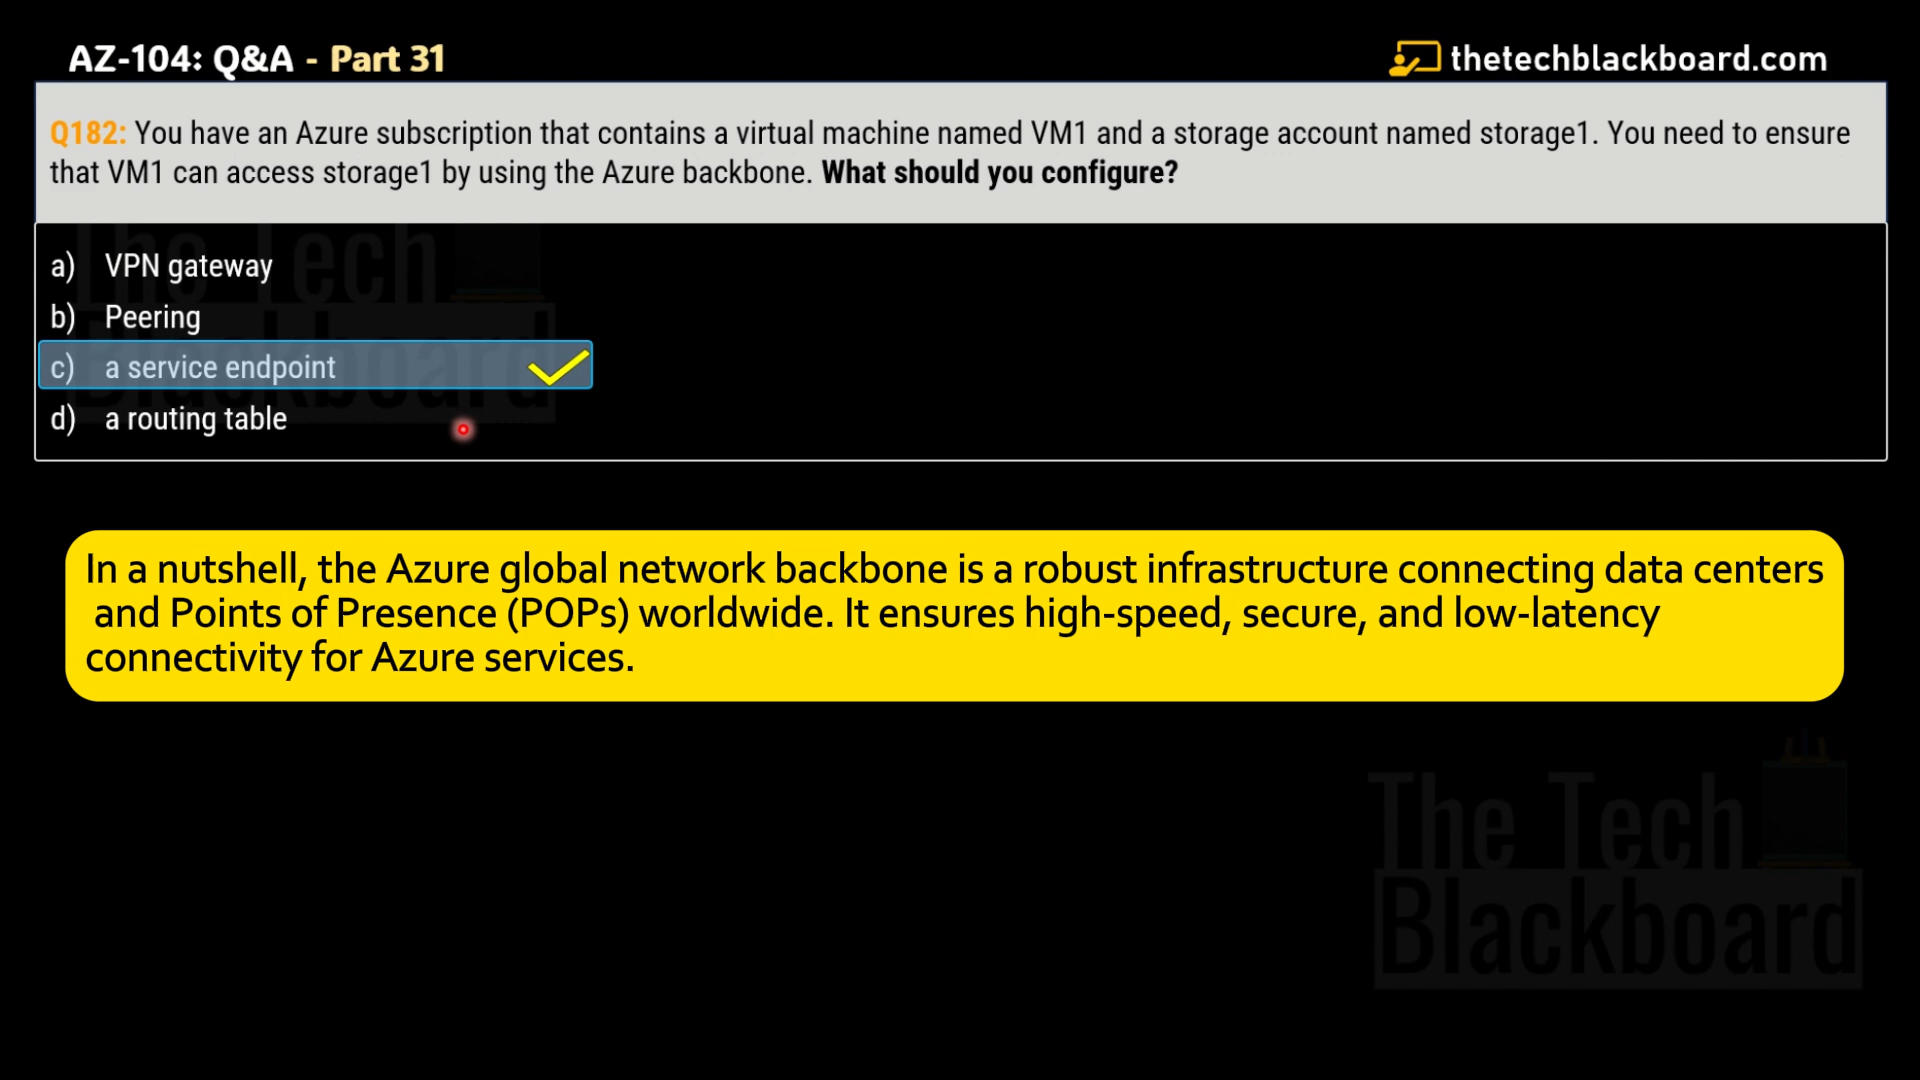 AZ-104: Q&A - Part 31
thetechblackboard.com
Q182: You have an Azure subscription that contains a virtual machine named VM1 and a storage account named storage1. You need to ensure
that VM1 can access storage1 by using the Azure backbone. What should you configure?
a) VPN gateway
b) Peering
c) a service endpoint
d) a routing table
The Tech
Blackboard
In a nutshell, the Azure global network backbone is a robust infrastructure connecting data centers
and Points of Presence (POPs) worldwide. It ensures high-speed, secure, and low-latency
connectivity for Azure services.
The Tech
Blackboard